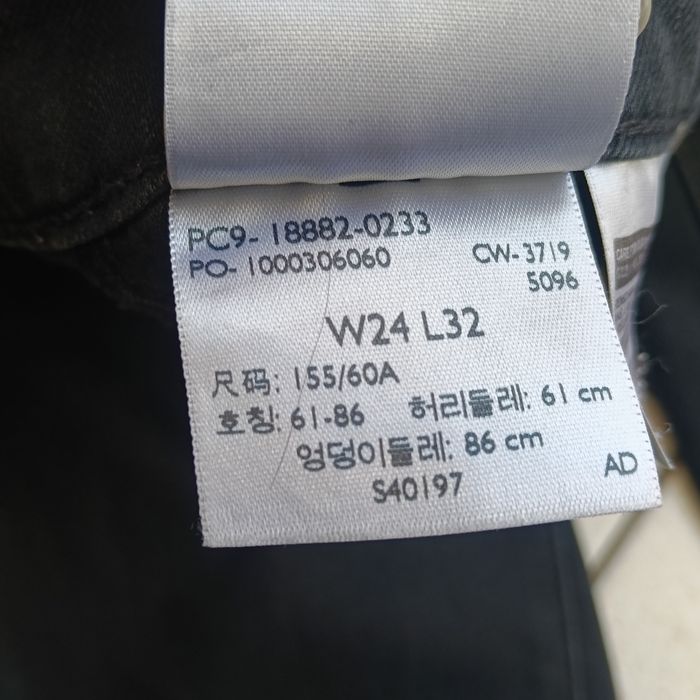 PC9- 18882-0233
PO- 1000306060 CW- 3719
5096
W24 L32
尺码: 155/60A
호칭: 61-86 허리둘레: 61 cm
엉덩이둘레: 86 cm
S40197 AD